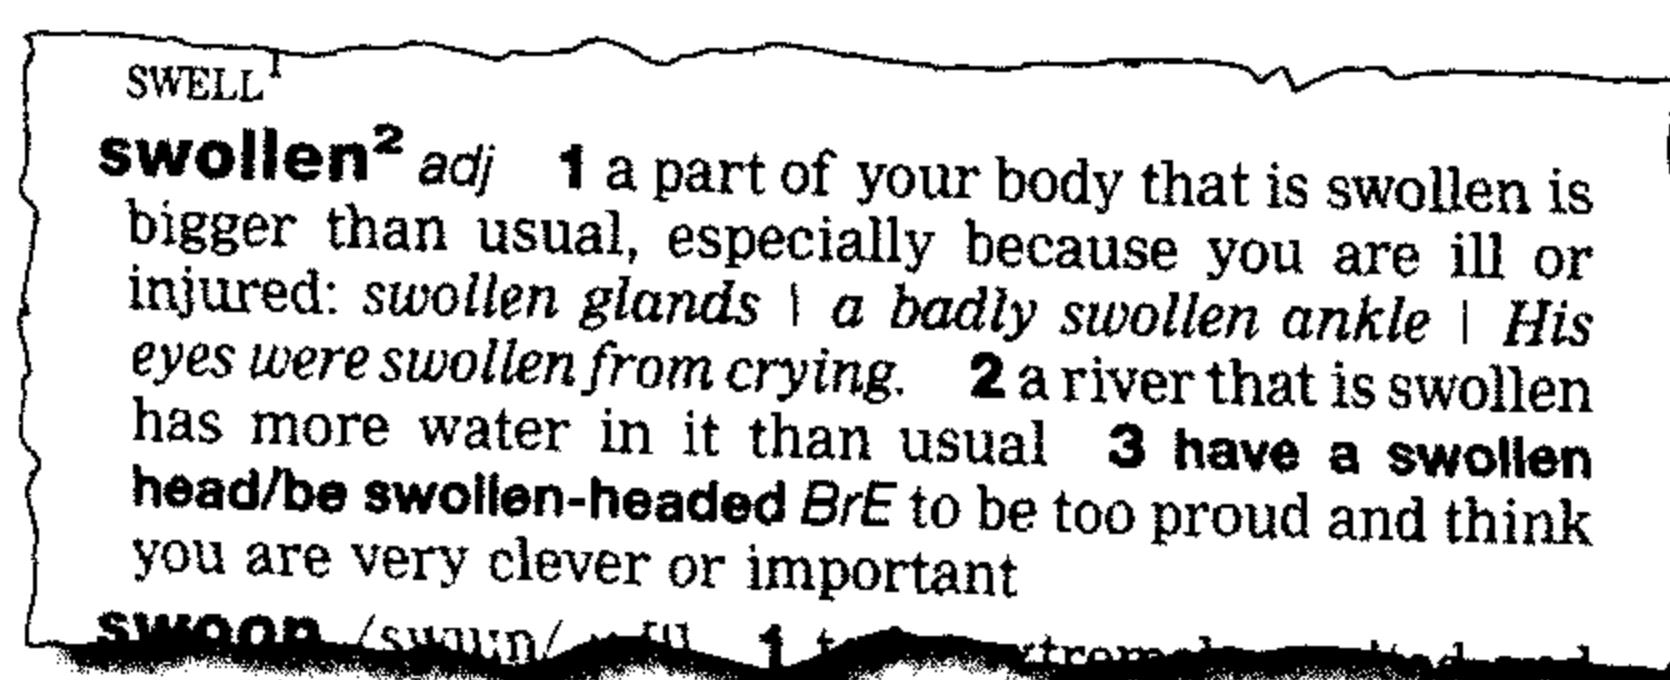 SWELL¹
swollen² adj 1 a part of your body that is swollen is
bigger than usual, especially because you are ill or
injured: swollen glands | a badly swollen ankle | His
eyes were swollen from crying. 2 a river that is swollen
has more water in it than usual 3 have a swollen
head/be swollen-headed BrE to be too proud and think
you are very clever or important
swoon /swuːn/ 1